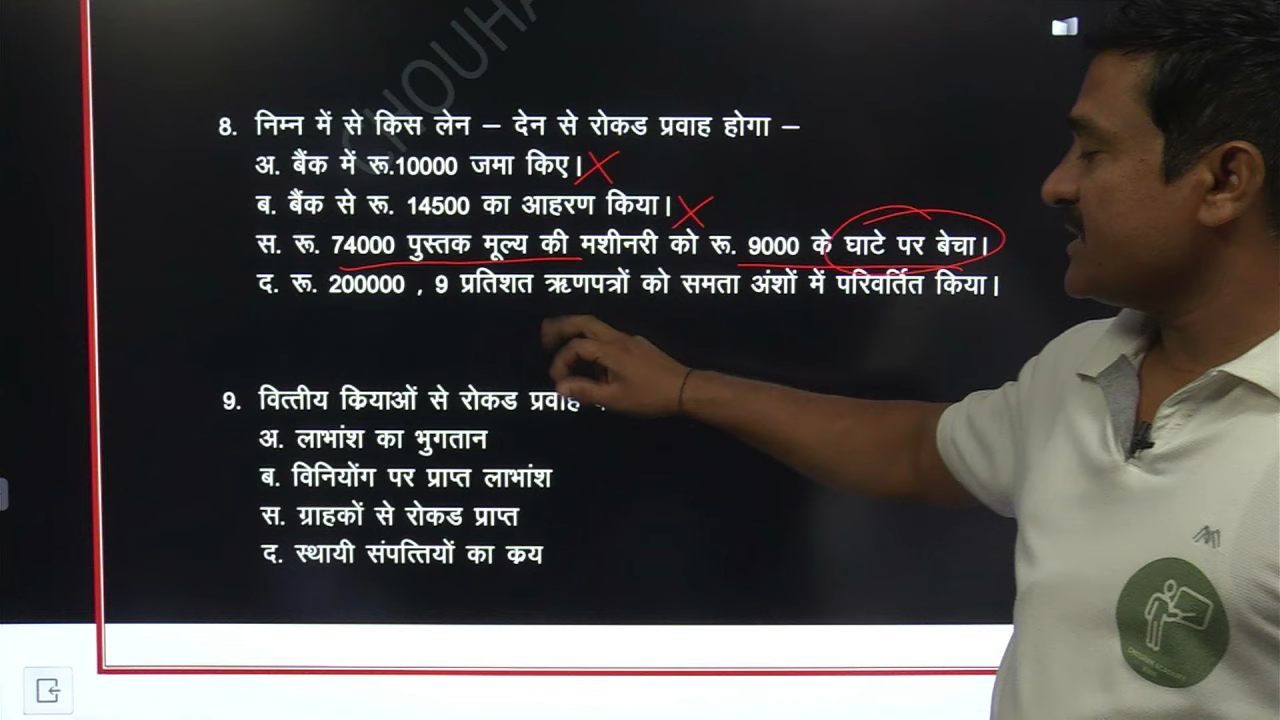 CHOUHA
8. निम्न में से किस लेन – देन से रोकड प्रवाह होगा –
अ. बैंक में रू.10000 जमा किए।
ब. बैंक से रू. 14500 का आहरण किया।
स. रू. 74000 पुस्तक मूल्य की मशीनरी को रू. 9000 के घाटे पर बेचा।
द. रू. 200000 , 9 प्रतिशत ऋणपत्रों को समता अंशों में परिवर्तित किया।
9. वित्तीय कियाओं से रोकड प्रवाह
अ. लाभांश का भुगतान
ब. विनियोंग पर प्राप्त लाभांश
स. ग्राहकों से रोकड प्राप्त
द. स्थायी संपत्तियों का कय